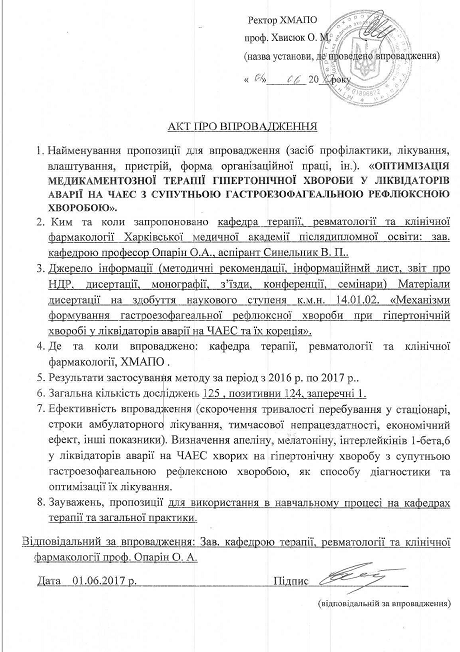 Ректор ХМАПО
проф. Хвисюк О. М.
(назва установи, де проведено впровадження)
« 01 » 06 20 року
АКТ ПРО ВПРОВАДЖЕННЯ
1. Найменування пропозиції для впровадження (засіб профілактики, лікування,
влаштування, пристрій, форма організаційної праці, ін.). «ОПТИМІЗАЦІЯ
МЕДИКАМЕНТОЗНОЇ ТЕРАПІЇ ГІПЕРТОНІЧНОЇ ХВОРОБИ У ЛІКВІДАТОРІВ
АВАРІЇ НА ЧАЕС З СУПУТНЬОЮ ГАСТРОЕЗОФАГЕАЛЬНОЮ РЕФЛЮКСНОЮ
ХВОРОБОЮ».
2. Ким та коли запропоновано кафедра терапії, ревматології та клінічної
фармакології Харківської медичної академії післядипломної освіти: зав.
кафедрою професор Опарін О.А., аспірант Синельник В. П..
3. Джерело інформації (методичні рекомендації, інформаційнмй лист, звіт про
НДР. дисертації, монографії, з’їзди, конференції, семінари) Матеріали
дисертації на здобуття наукового ступеня к.м.н. 14.01.02. «Механізми
формування гастроезофагеальної рефлюксної хвороби при гіпертонічній
хворобі у ліквідаторів аварії на ЧАЕС та їх корекція».
4. Де та коли впроваджено: кафедра терапії, ревматології та клінічної
фармакології, ХМАПО .
5. Результати застосування методу за період з 2016 р. по 2017 р..
6. Загальна кількість досліджень 125 , позитивни 124, заперечні 1.
7. Ефективність впровадження (скорочення тривалості перебування у стаціонарі,
строки амбулаторного лікування, тимчасової непрацездатності, економічний
ефект, інші показники). Визначення апеліну, мелатоніну, інтерлейкінів 1-бета,6
у ліквідаторів аварії на ЧАЕС хворих на гіпертонічну хворобу з супутньою
гастроезофагеальною рефлексною хворобою, як способу діагностики та
оптимізації їх лікування.
8. Зауважень, пропозиції для використання в навчальному процесі на кафедрах
терапії та загальної практики.
Відповідальний за впровадження: Зав. кафедрою терапії, ревматології та клінічної
фармакології проф. Опарін О. А.
Дата 01.06.2017 р. Підпис
(відповідальній за впровадження)